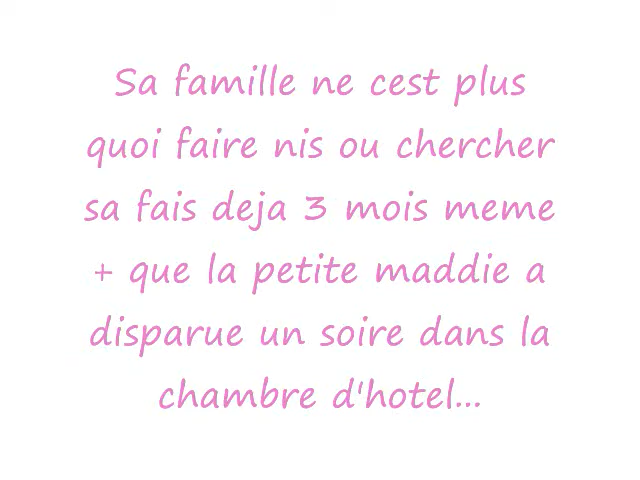 Sa famille ne cest plus
quoi faire nis ou chercher
sa fais deja 3 mois meme
+ que la petite maddie a
disparue un soire dans la
chambre d'hotel...